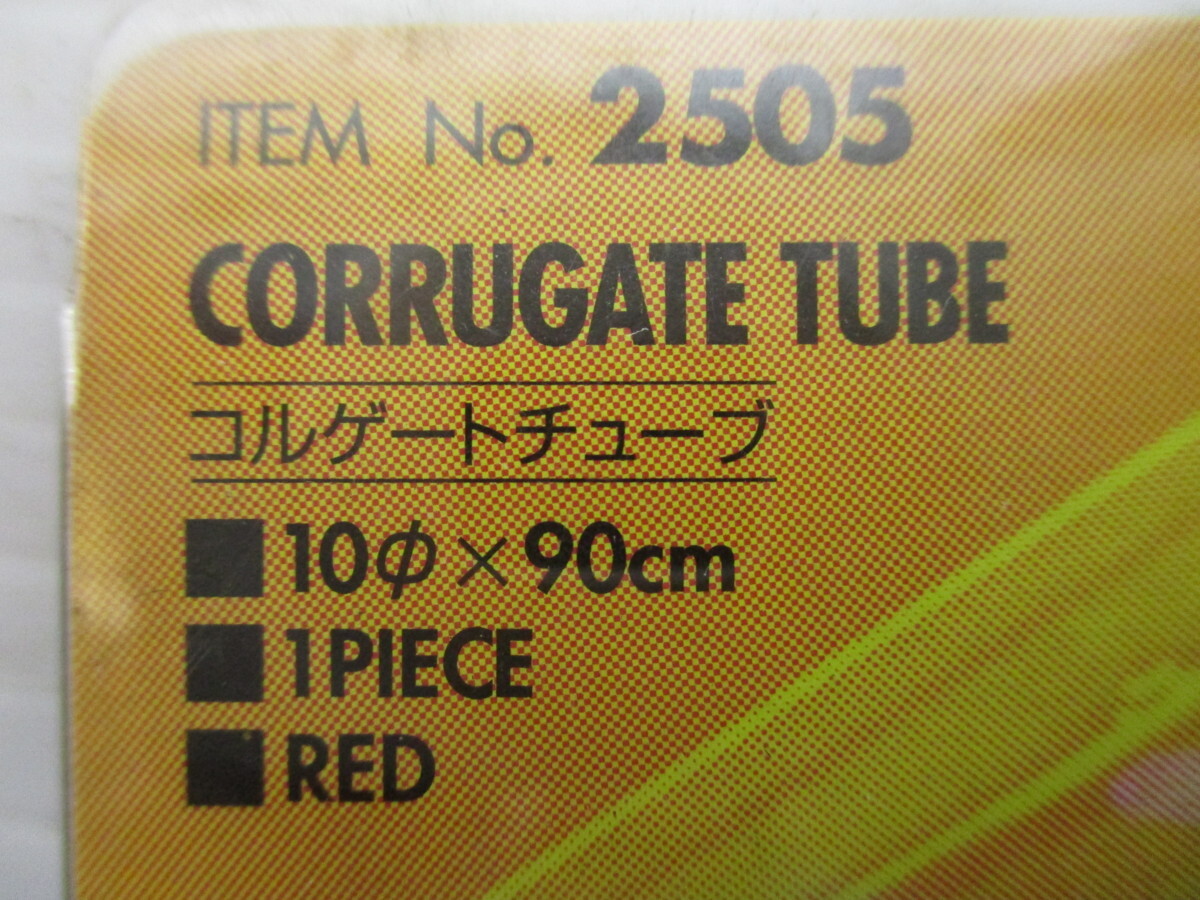 ITEM No. 2505
CORRUGATE TUBE
コルゲートチューブ
■10φ×90cm
■1PIECE
■RED